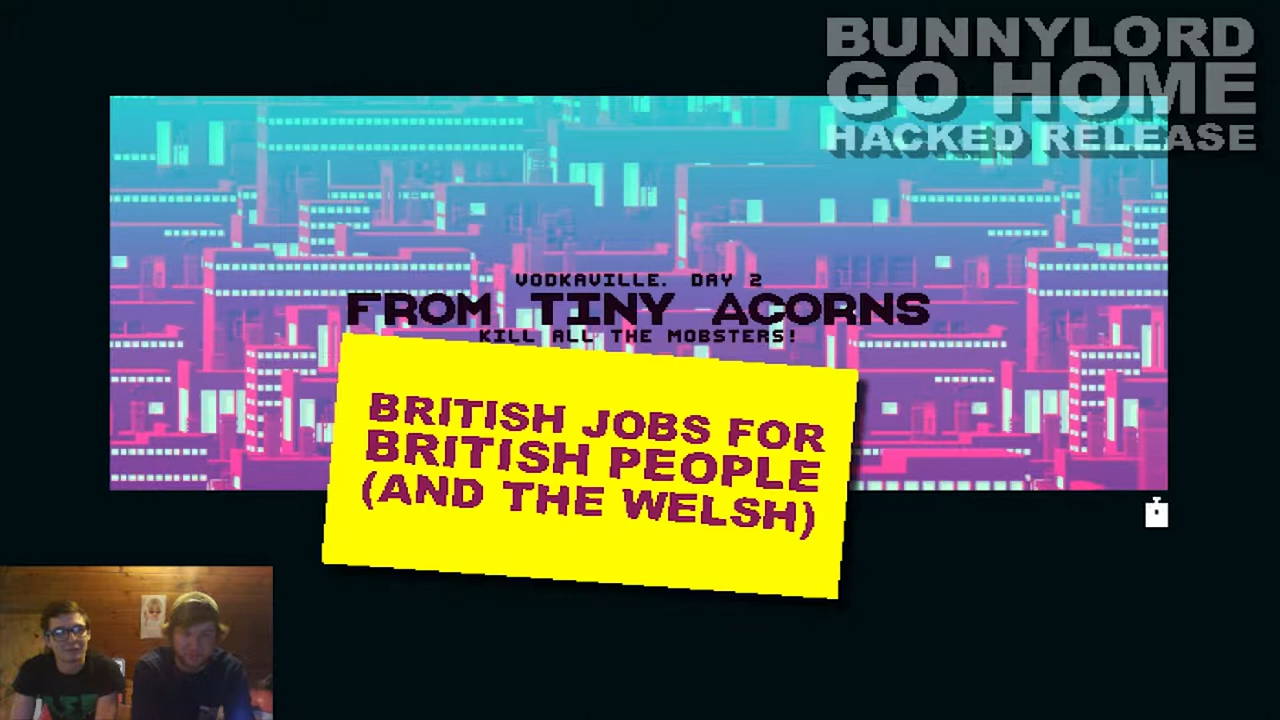 BUNNYLORD
GO HOME
HACKED RELEASE
VODKAVILLE. DAY 2
FROM TINY ACORNS
KILL ALL THE MOBSTERS!
BRITISH JOBS FOR
BRITISH PEOPLE
(AND THE WELSH)